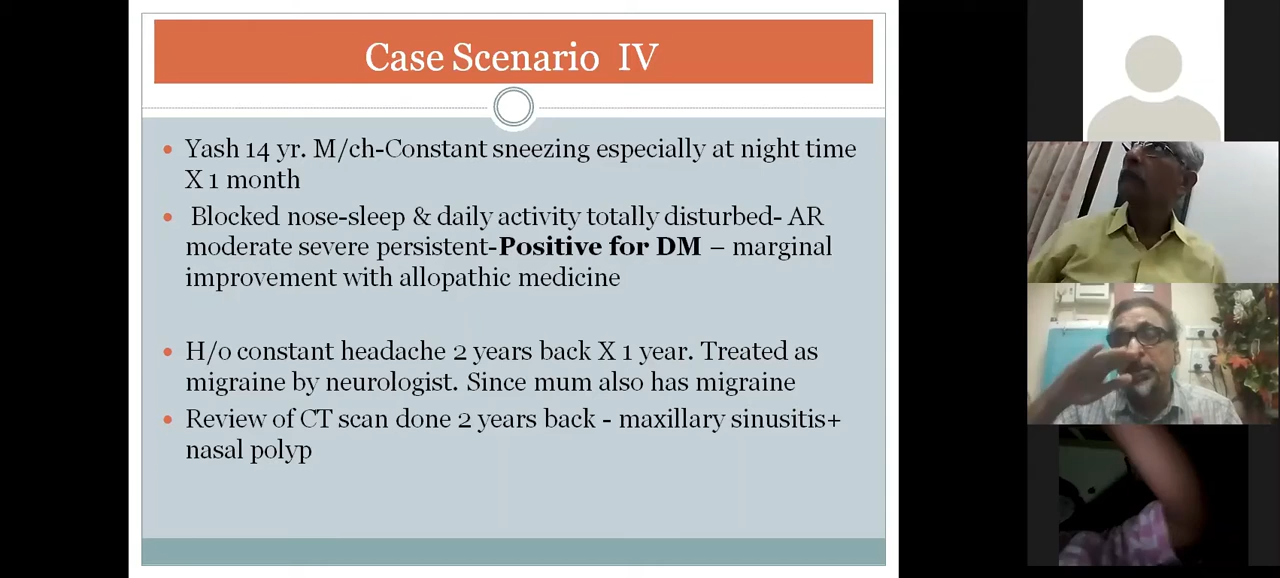 Case Scenario IV
Yash 14 yr. M/ch-Constant sneezing especially at night time
X 1 month
Blocked nose-sleep & daily activity totally disturbed- AR
moderate severe persistent-Positive for DM – marginal
improvement with allopathic medicine
H/o constant headache 2 years back X 1 year. Treated as
migraine by neurologist. Since mum also has migraine
Review of CT scan done 2 years back - maxillary sinusitis+
nasal polyp